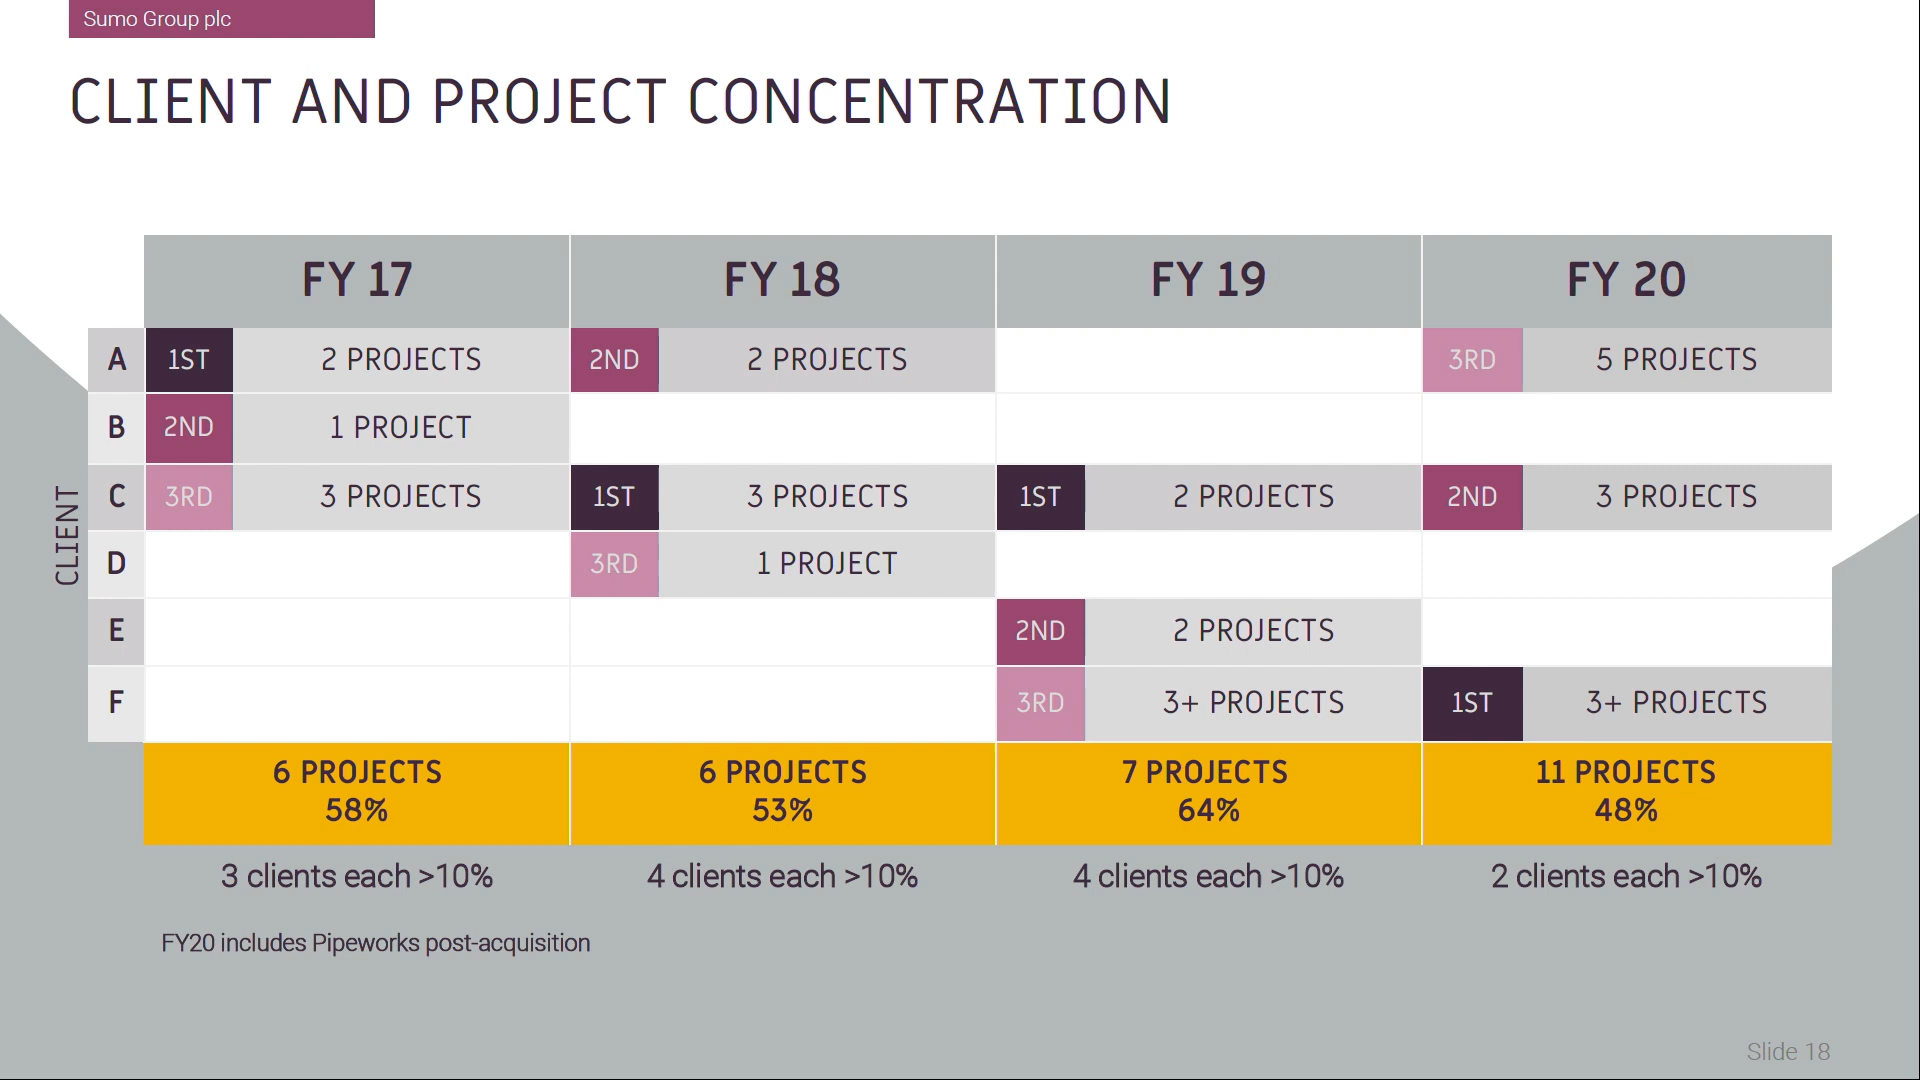 Sumo Group plc
CLIENT AND PROJECT CONCENTRATION
FY 17 FY 18 FY 19 FY 20
CLIENT
A 1ST 2 PROJECTS 2ND 2 PROJECTS 3RD 5 PROJECTS
B 2ND 1 PROJECT
C 3RD 3 PROJECTS 1ST 3 PROJECTS 1ST 2 PROJECTS 2ND 3 PROJECTS
D 3RD 1 PROJECT
E 2ND 2 PROJECTS
F 3RD 3+ PROJECTS 1ST 3+ PROJECTS
6 PROJECTS 6 PROJECTS 7 PROJECTS 11 PROJECTS
58% 53% 64% 48%
3 clients each >10% 4 clients each >10% 4 clients each >10% 2 clients each >10%
FY20 includes Pipeworks post-acquisition
Slide 18